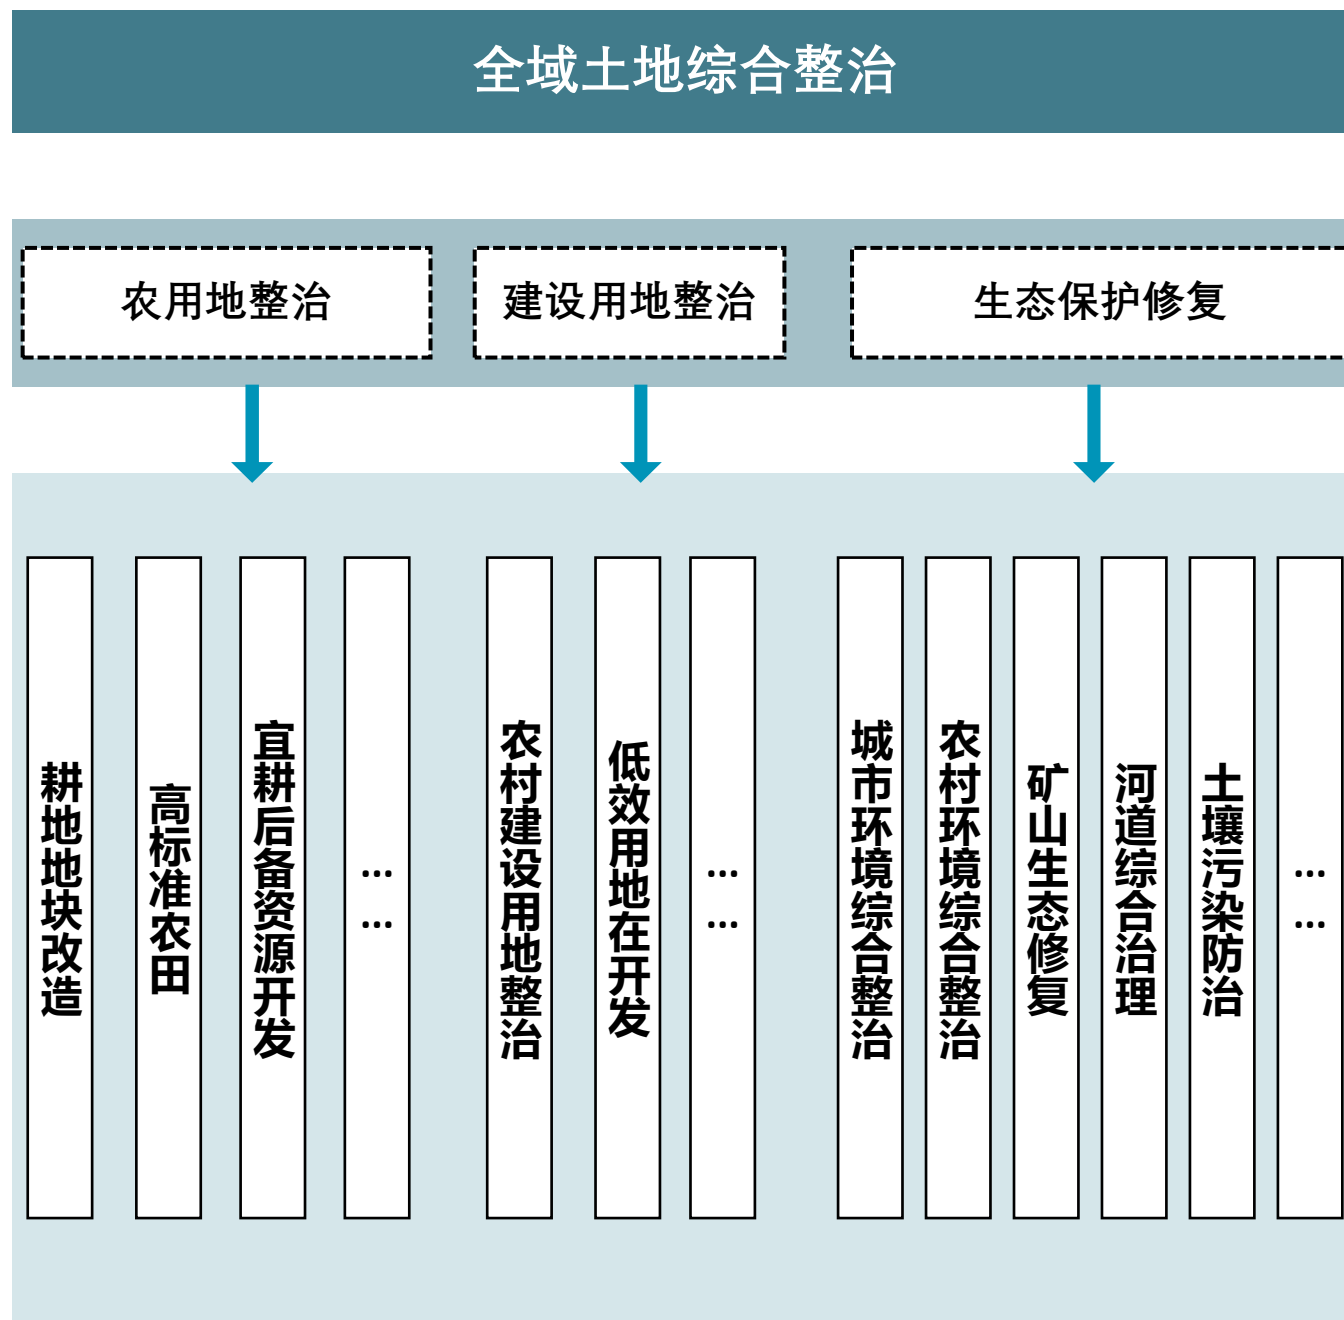 全域土地综合整治
农用地整治
建设用地整治
生态保护修复
耕地地块改造
高标准农田
宜耕后备资源开发
…
…
农村建设用地整治
低效用地在开发
…
…
城市环境综合整治
农村环境综合整治
矿山生态修复
河道综合治理
土壤污染防治
…
…